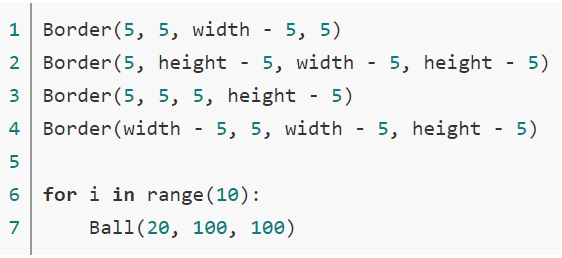 1 Border(5, 5, width - 5, 5)
2 Border(5, height - 5, width - 5, height - 5)
3 Border(5, 5, 5, height - 5)
4 Border(width - 5, 5, width - 5, height - 5)
5
6 for i in range(10):
7     Ball(20, 100, 100)